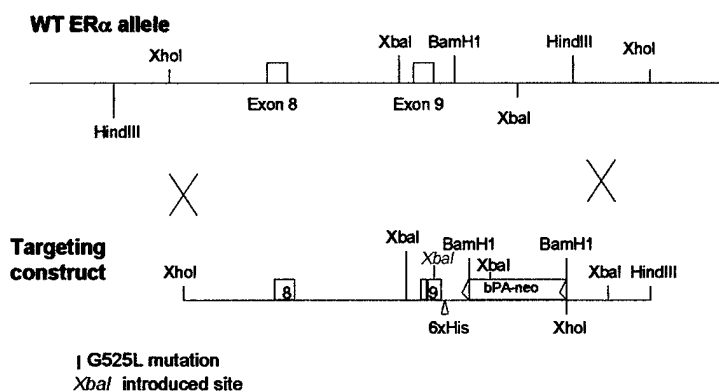 WT ERα allele
XhoI XbaI BamH1 HindIII XhoI
Exon 8 Exon 9 XbaI
HindIII
Targeting construct
XhoI XbaI XbaI BamH1 XbaI BamH1 XbaI HindIII
8 9 bPA-neo
6xHis XhoI
| G525L mutation
XbaI introduced site